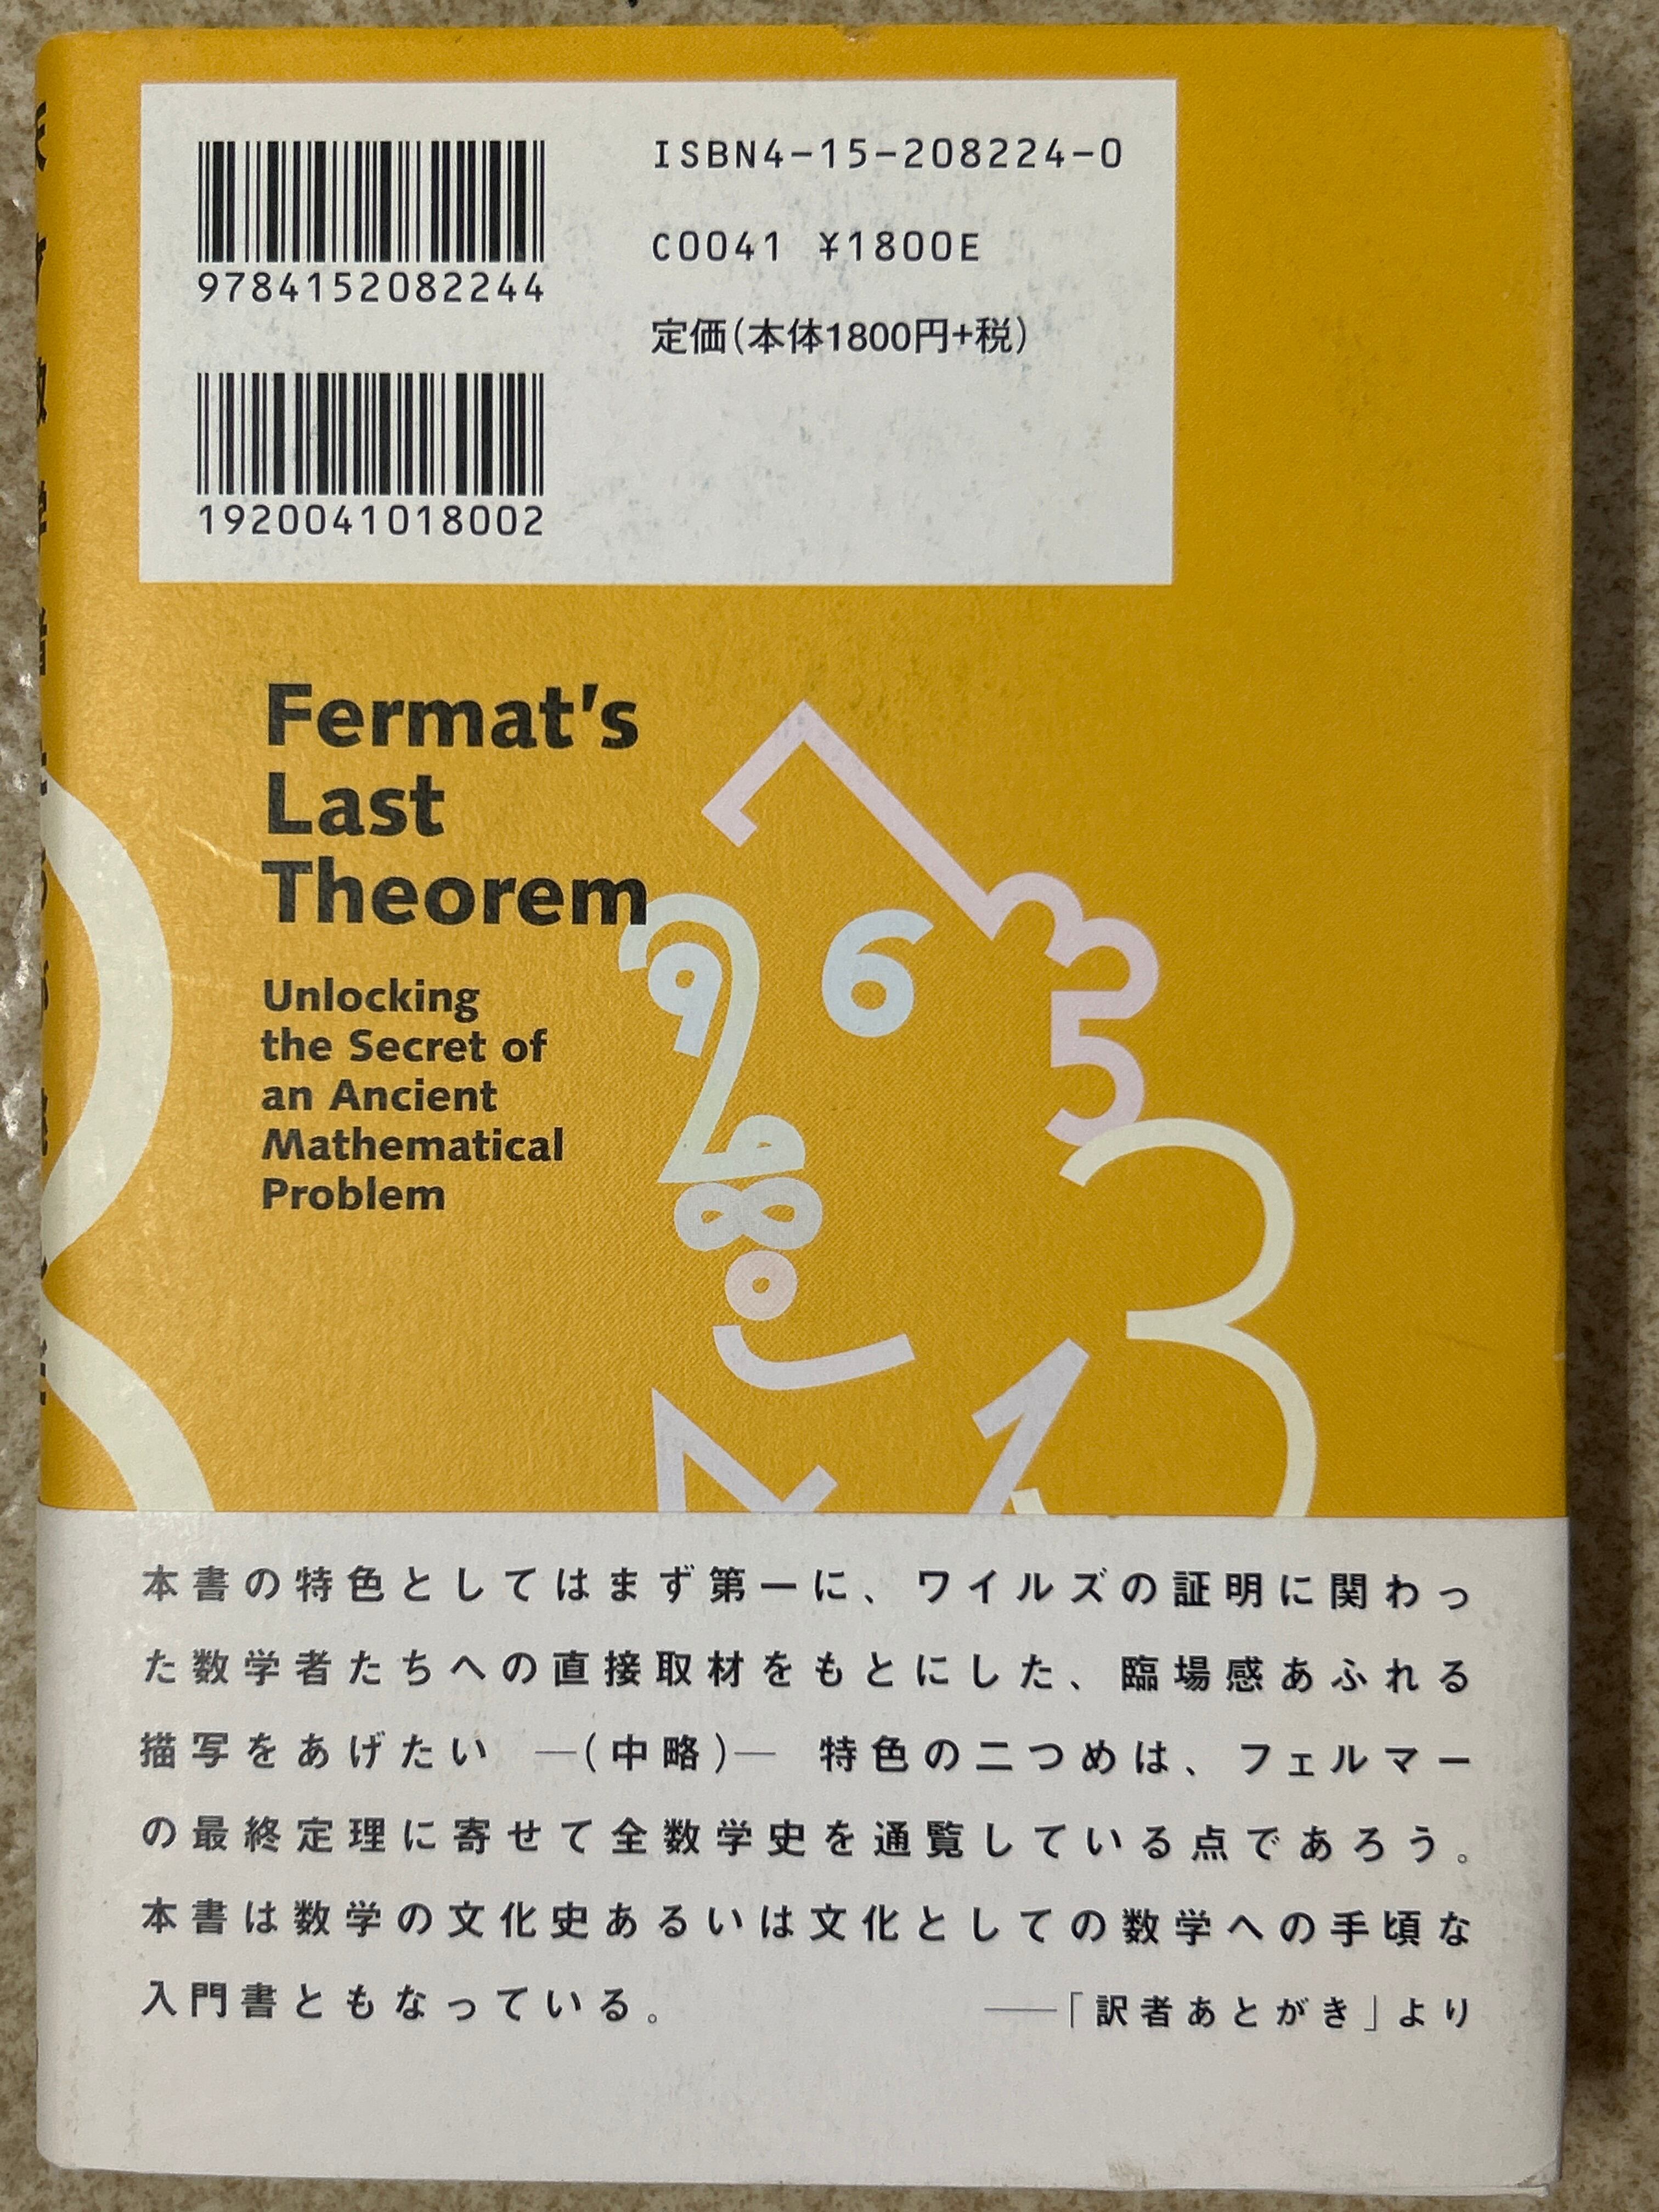 ISBN4-15-208224-0
C0041 ¥1800E
定価(本体1800円+税)
9784152082244
1920041018002
Fermat's
Last
Theorem
Unlocking
the Secret of
an Ancient
Mathematical
Problem
本書の特色としてはまず第一に、ワイルズの証明に関わっ
た数学者たちへの直接取材をもとにした、臨場感あふれる
描写をあげたい ―(中略)― 特色の二つめは、フェルマー
の最終定理に寄せて全数学史を通覧している点であろう。
本書は数学の文化史あるいは文化としての数学への手頃な
入門書ともなっている。 ――「訳者あとがき」より